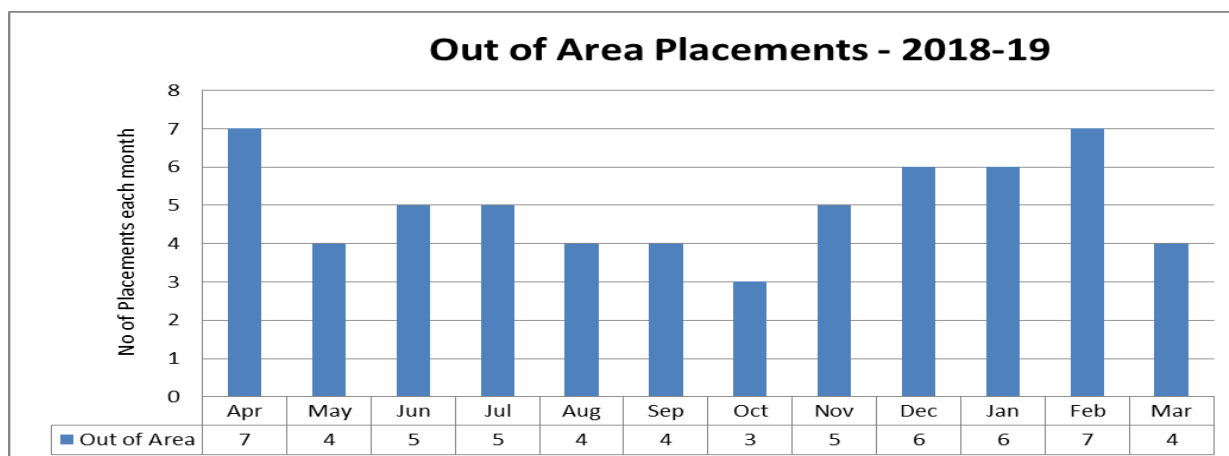 Out of Area Placements - 2018-19
No of Placements each month
8
7
6
5
4
3
2
1
0
Apr May Jun Jul Aug Sep Oct Nov Dec Jan Feb Mar
Out of Area 7 4 5 5 4 4 3 5 6 6 7 4